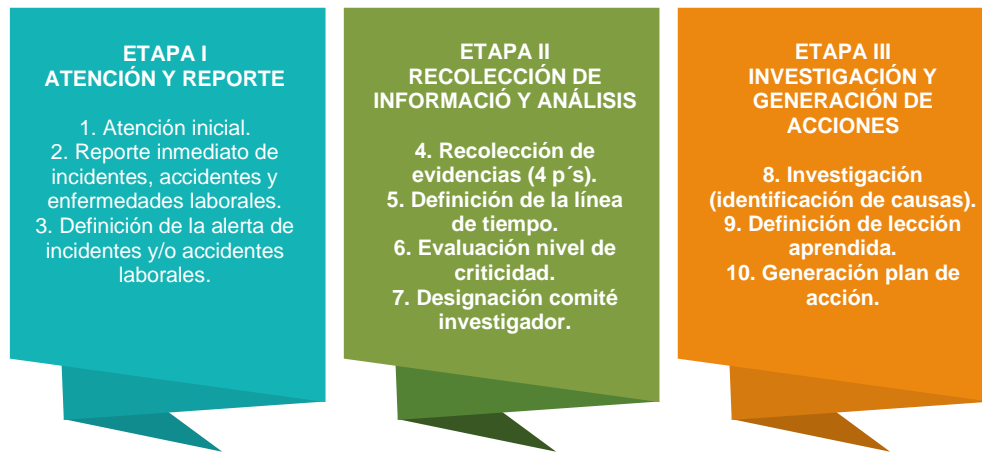 ETAPA I
ATENCIÓN Y REPORTE
1. Atención inicial.
2. Reporte inmediato de
incidentes, accidentes y
enfermedades laborales.
3. Definición de la alerta de
incidentes y/o accidentes
laborales.
ETAPA II
RECOLECCIÓN DE
INFORMACIÓ Y ANÁLISIS
4. Recolección de
evidencias (4 p´s).
5. Definición de la línea
de tiempo.
6. Evaluación nivel de
criticidad.
7. Designación comité
investigador.
ETAPA III
INVESTIGACIÓN Y
GENERACIÓN DE
ACCIONES
8. Investigación
(identificación de causas).
9. Definición de lección
aprendida.
10. Generación plan de
acción.